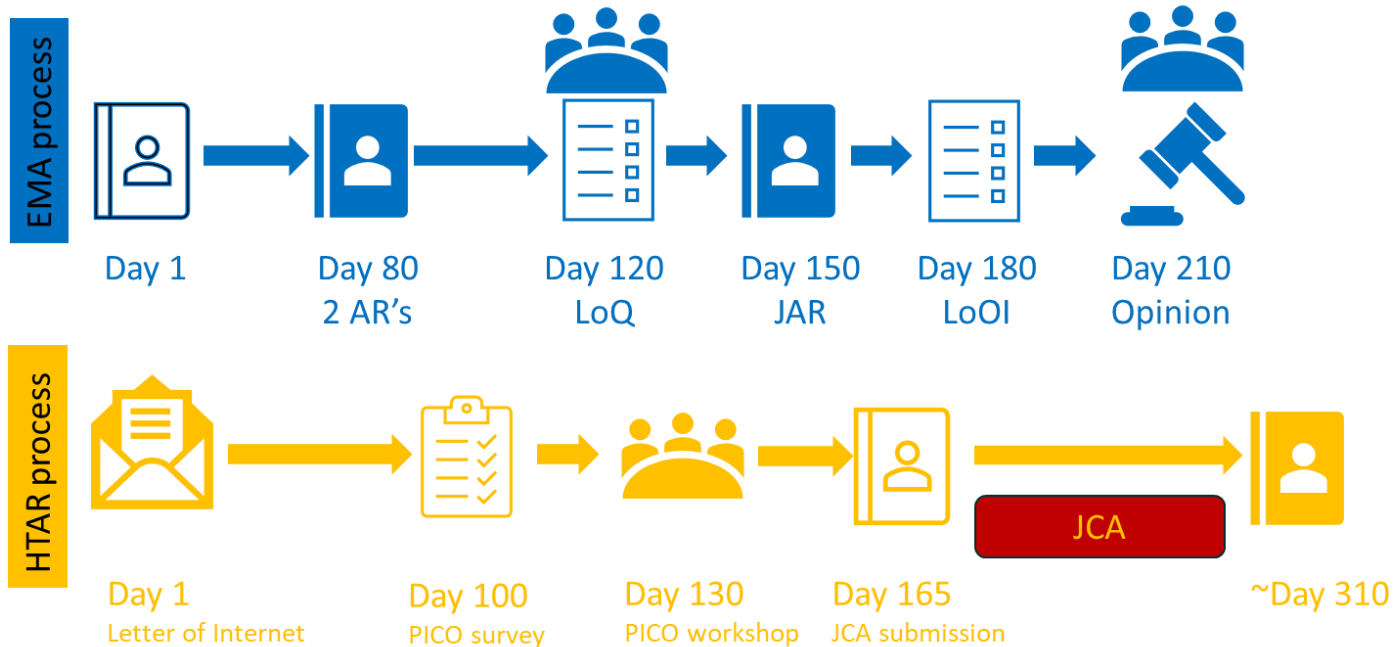 EMA process
Day 1
Day 80
2 AR's
Day 120
LoQ
Day 150
JAR
Day 180
LoOI
Day 210
Opinion
HTAR process
JCA
Day 1
Letter of Internet
Day 100
PICO survey
Day 130
PICO workshop
Day 165
JCA submission
~Day 310